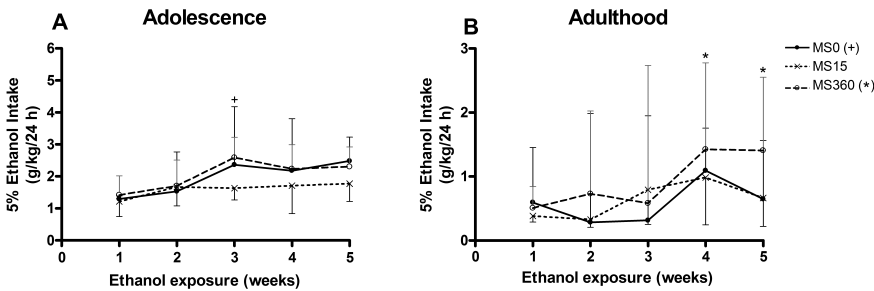 A
Adolescence
5% Ethanol Intake
(g/kg/24 h)
6
5
4
3
2
1
0
+
0 1 2 3 4 5
Ethanol exposure (weeks)
B
Adulthood
5% Ethanol Intake
(g/kg/24 h)
3
2
1
0
*
*
0 1 2 3 4 5
Ethanol exposure (weeks)
MS0 (+)
MS15
MS360 (*)